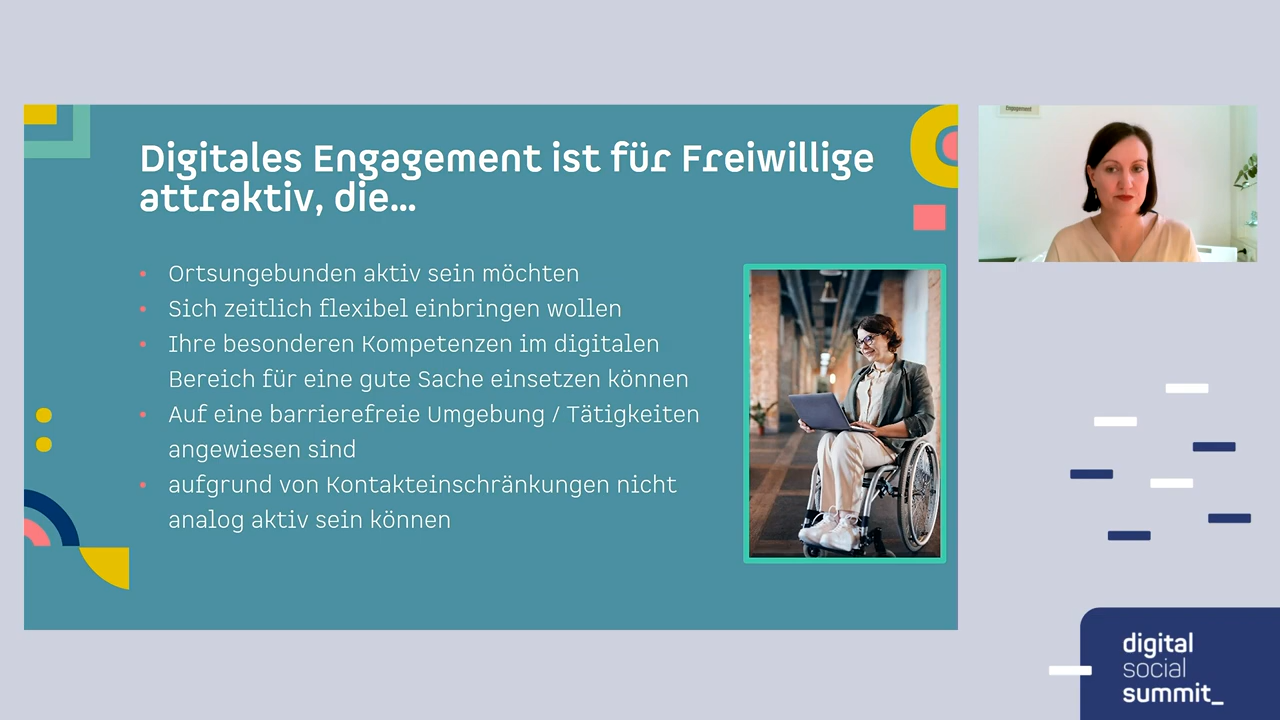 Digitales Engagement ist für Freiwillige
attraktiv, die...
• Ortsungebunden aktiv sein möchten
• Sich zeitlich flexibel einbringen wollen
• Ihre besonderen Kompetenzen im digitalen
Bereich für eine gute Sache einsetzen können
• Auf eine barrierefreie Umgebung / Tätigkeiten
angewiesen sind
• aufgrund von Kontakteinschränkungen nicht
analog aktiv sein können
Engagement
digital
social
summit_